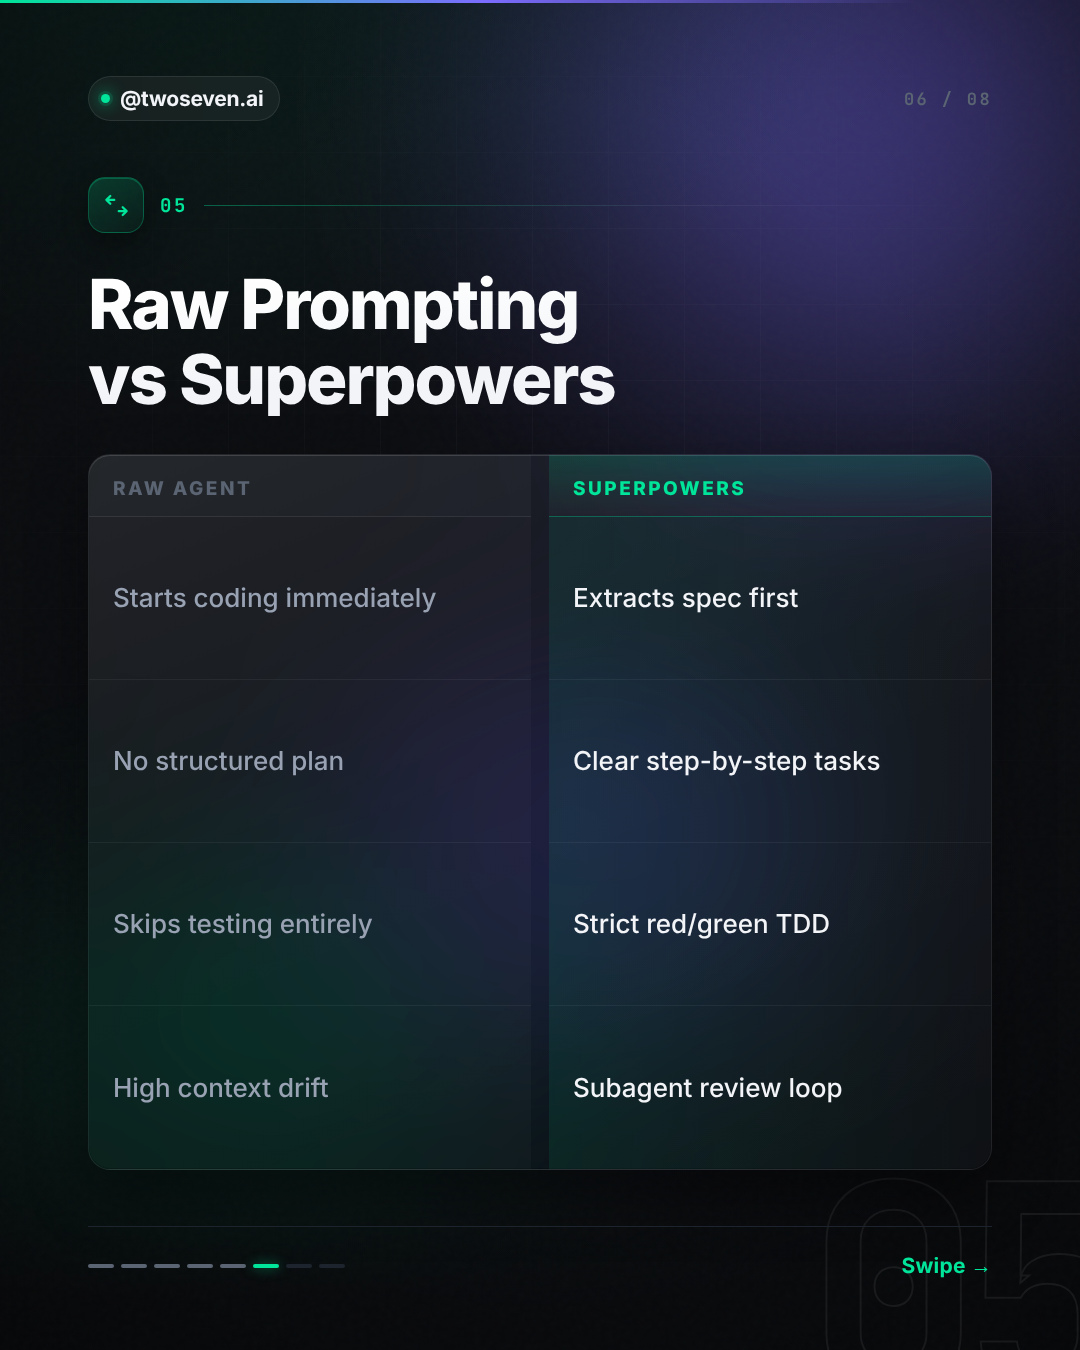 @twoseven.ai
06 / 08
05
Raw Prompting
vs Superpowers
RAW AGENT
SUPERPOWERS
Starts coding immediately
Extracts spec first
No structured plan
Clear step-by-step tasks
Skips testing entirely
Strict red/green TDD
High context drift
Subagent review loop
05
Swipe →